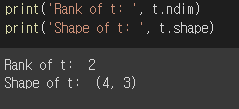 print('Rank of t: ', t.ndim)
print('Shape of t: ', t.shape)
Rank of t:  2
Shape of t:  (4, 3)